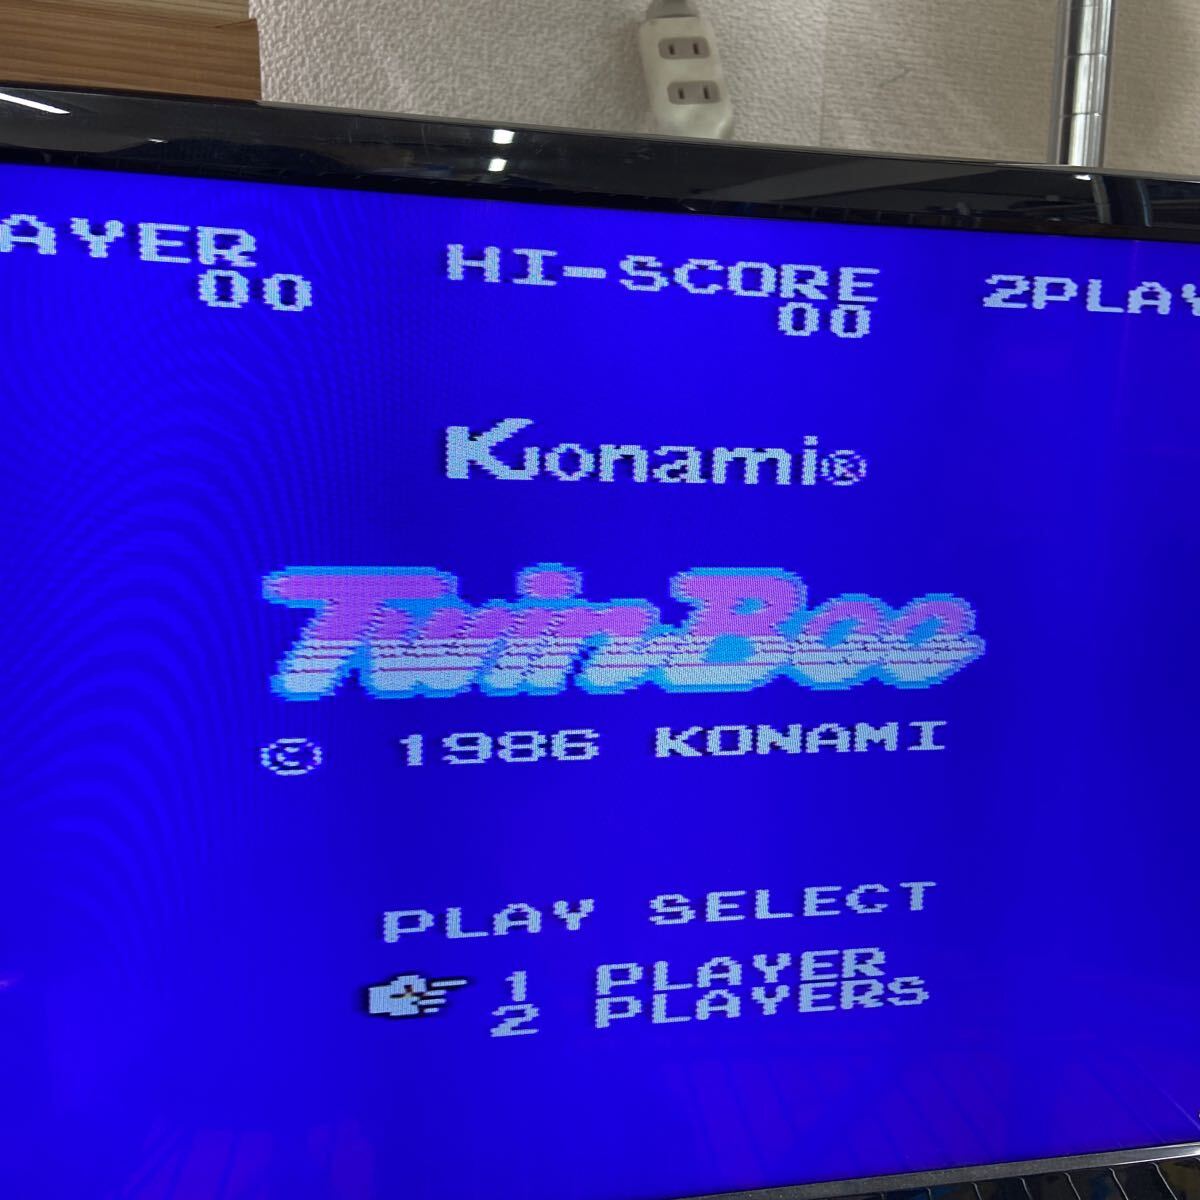 AYER HI-SCORE 2PLAY
00 00
Konami®
TwinBee
© 1986 KONAMI
PLAY SELECT
1 PLAYER
2 PLAYERS